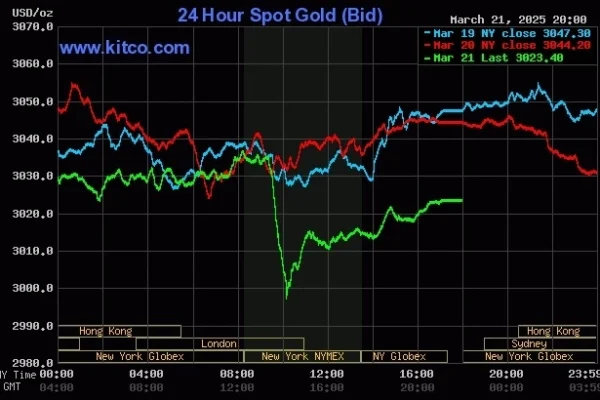 USD/oz 24 Hour Spot Gold (Bid) March 21, 2025 20:00
www.kitco.com
Mar 19 NY close 3047.30
Mar 20 NY close 3044.20
Mar 21 Last 3023.40
3070.0
3060.0
3050.0
3040.0
3030.0
3020.0
3010.0
3000.0
2990.0
2980.0
Hong Kong Hong Kong
London Sydney
New York Globex New York NYMEX NY Globex New York Globex
NY Time 00:00 04:00 08:00 12:00 16:00 20:00 23:59
GMT 04:00 08:00 12:00 16:00 20:00 00:00 03:59